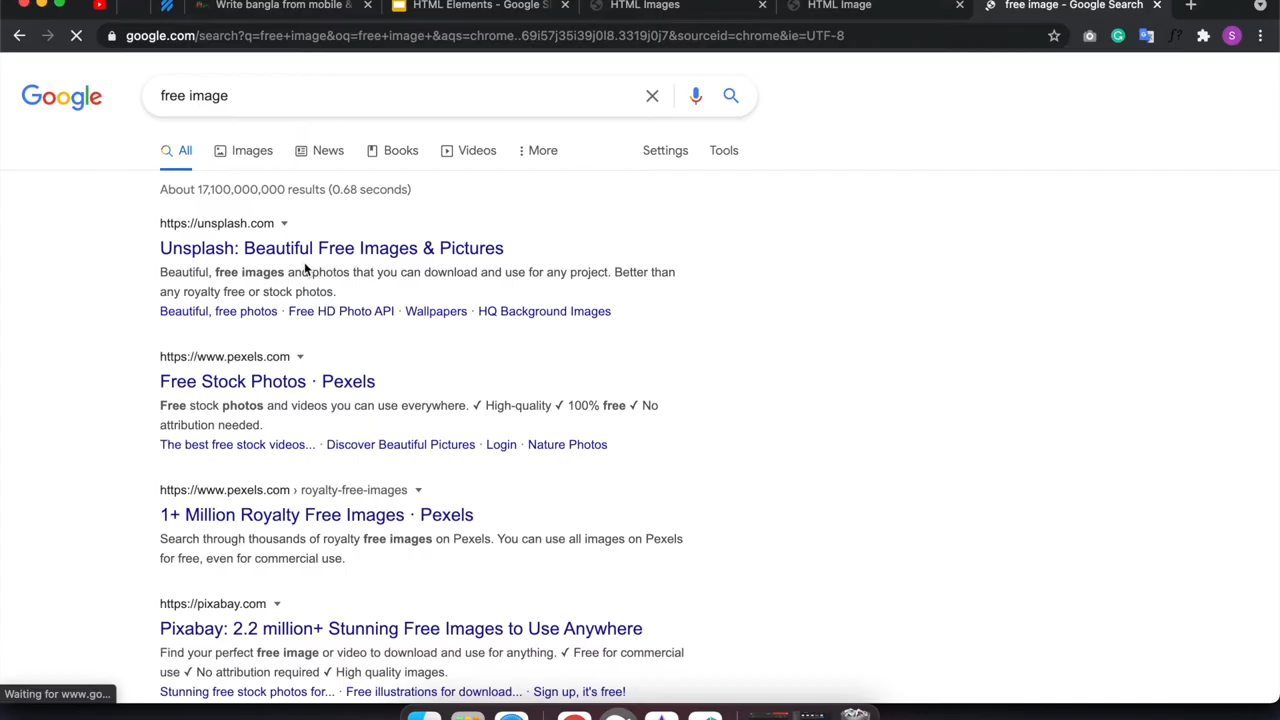 Write bangla from mobile &
HTML Elements - Google S
HTML Images
HTML Image
free image - Google Search
google.com/search?q=free+image&oq=free+image+&aqs=chrome..69i57j35i39j0l8.3319j0j7&sourceid=chrome&ie=UTF-8
S
Google
free image
All
Images
News
Books
Videos
More
Settings
Tools
About 17,100,000,000 results (0.68 seconds)
https://unsplash.com
Unsplash: Beautiful Free Images & Pictures
Beautiful, free images and photos that you can download and use for any project. Better than
any royalty free or stock photos.
Beautiful, free photos · Free HD Photo API · Wallpapers · HQ Background Images
https://www.pexels.com
Free Stock Photos · Pexels
Free stock photos and videos you can use everywhere. ✓ High-quality ✓ 100% free ✓ No
attribution needed.
The best free stock videos... · Discover Beautiful Pictures · Login · Nature Photos
https://www.pexels.com › royalty-free-images
1+ Million Royalty Free Images · Pexels
Search through thousands of royalty free images on Pexels. You can use all images on Pexels
for free, even for commercial use.
https://pixabay.com
Pixabay: 2.2 million+ Stunning Free Images to Use Anywhere
Find your perfect free image or video to download and use for anything. ✓ Free for commercial
use ✓ No attribution required ✓ High quality images.
Stunning free stock photos for... · Free illustrations for download... · Sign up, it's free!
Waiting for www.go...